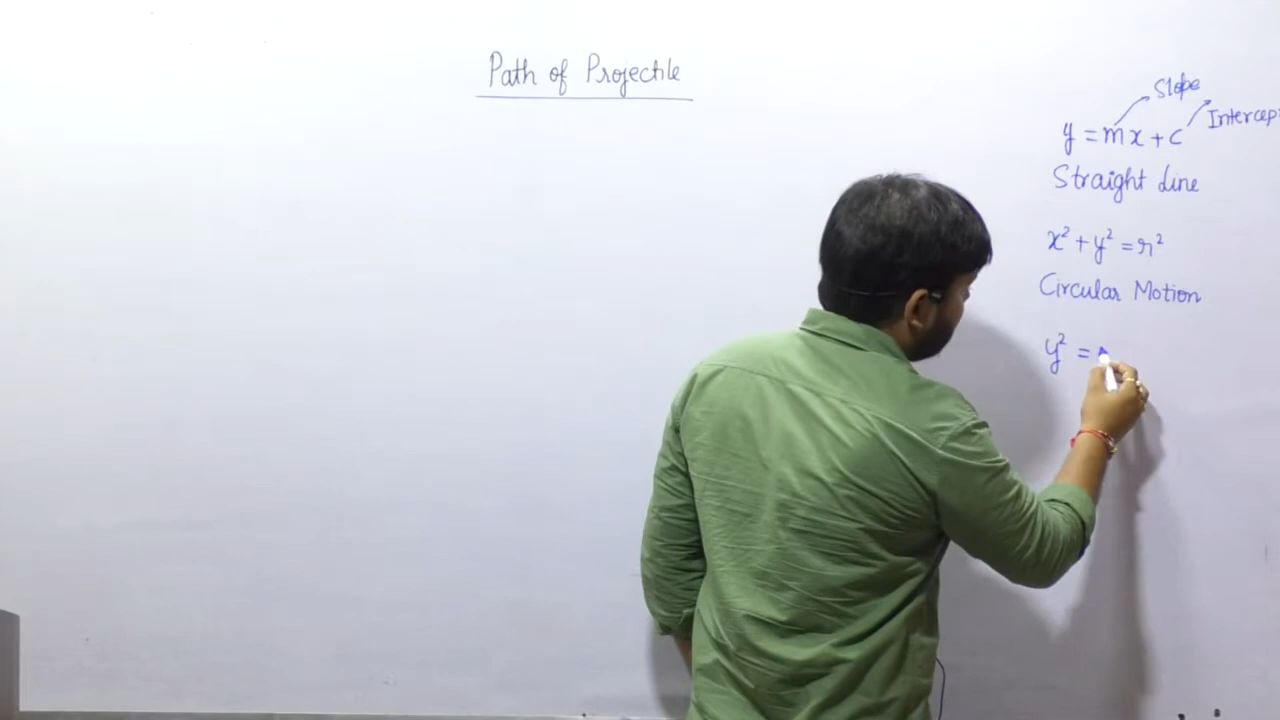 Path of Projectile
Slope
Intercep
y = mx + c
Straight Line
x² + y² = r²
Circular Motion
y² =